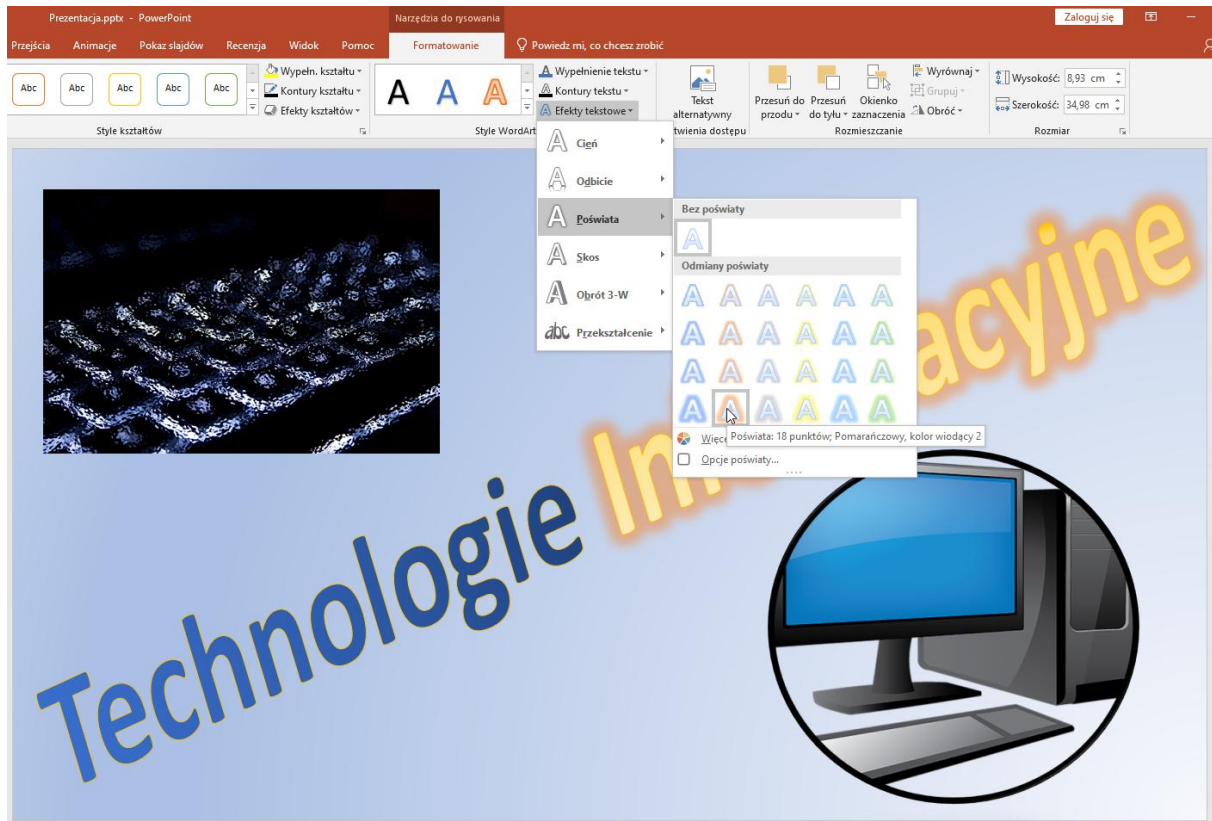 Prezentacja.pptx - PowerPoint
Narzędzia do rysowania
Zaloguj się
Przejścia Animacje Pokaz slajdów Recenzja Widok Pomoc Formatowanie Powiedz mi, co chcesz zrobić
Abc Abc Abc Abc Abc
Wypełn. kształtu
Kontury kształtu
Efekty kształtów
Style kształtów
A A A
Wypełnienie tekstu
Kontury tekstu
Efekty tekstowe
Style WordArt
Tekst
alternatywny
twienia dostępu
Przesuń do
przodu
Przesuń
do tyłu
Okienko
zaznaczenia
Wyrównaj
Grupuj
Obróć
Rozmieszczanie
Wysokość: 8,93 cm
Szerokość: 34,98 cm
Rozmiar
Cień
Odbicie
Poświata
Skos
Obrót 3-W
Przekształcenie
Bez poświaty
A
Odmiany poświaty
A A A A A A
A A A A A A
A A A A A A
A A A A A A
Więce
Poświata: 18 punktów; Pomarańczowy, kolor wiodący 2
Opcje poświaty...
Technologie In acyjne